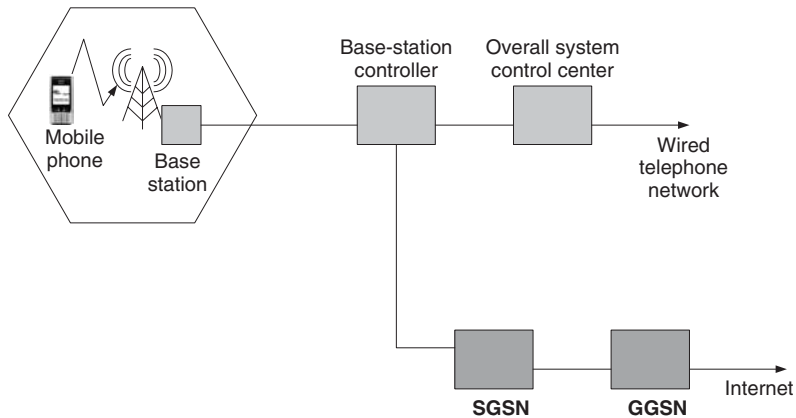 Base-station
controller
Overall system
control center
Mobile
phone
Base
station
Wired
telephone
network
Internet
SGSN
GGSN